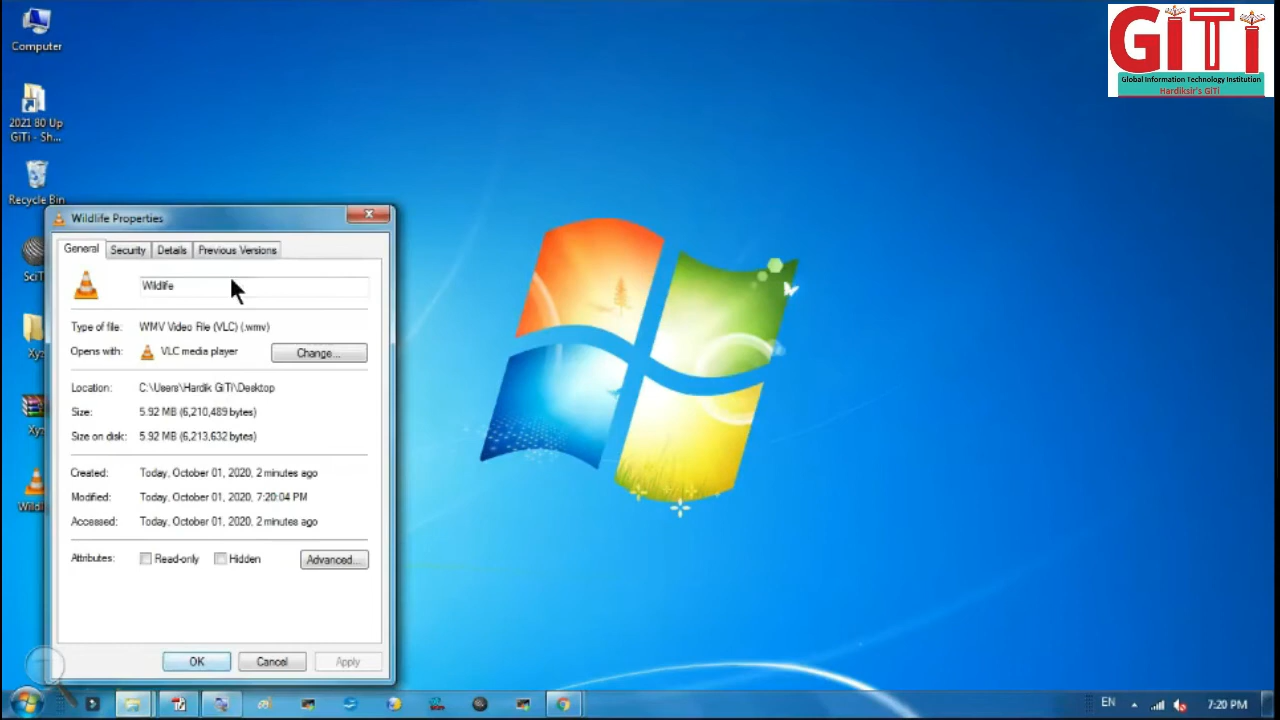 Computer
2021 80 Up
GiTi - Sh...
Recycle Bin
GiTi
Global Information Technology Institution
Hardiksir's GiTi
Wildlife Properties
General
Security
Details
Previous Versions
Wildlife
Type of file: WMV Video File (VLC) (.wmv)
Opens with: VLC media player
Change...
Location: C:\Users\Hardik GiTi\Desktop
Size: 5.92 MB (6,210,489 bytes)
Size on disk: 5.92 MB (6,213,632 bytes)
Created: Today, October 01, 2020, 2 minutes ago
Modified: Today, October 01, 2020, 7:20:04 PM
Accessed: Today, October 01, 2020, 2 minutes ago
Attributes: Read-only Hidden
Advanced...
OK
Cancel
Apply
EN
7:20 PM